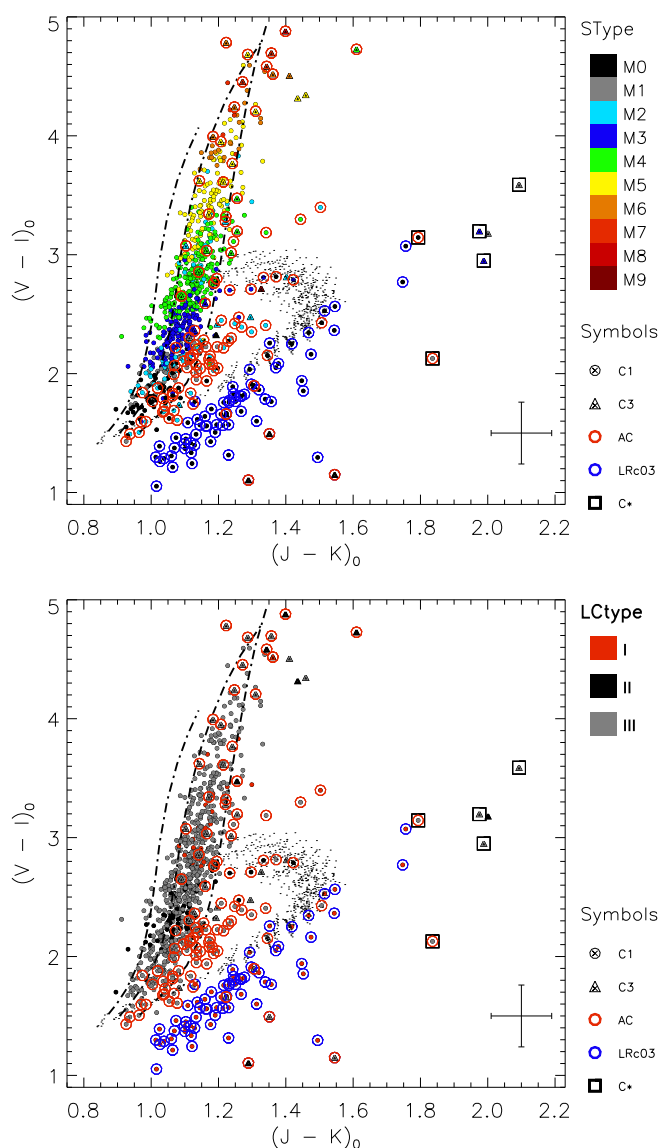 SType
M0
M1
M2
M3
M4
M5
M6
M7
M8
M9
Symbols
C1
C3
AC
LRc03
C*
5
4
3
2
1
(V - I)₀
0.8 1.0 1.2 1.4 1.6 1.8 2.0 2.2
(J - K)₀
LCtype
I
II
III
Symbols
C1
C3
AC
LRc03
C*
5
4
3
2
1
(V - I)₀
0.8 1.0 1.2 1.4 1.6 1.8 2.0 2.2
(J - K)₀